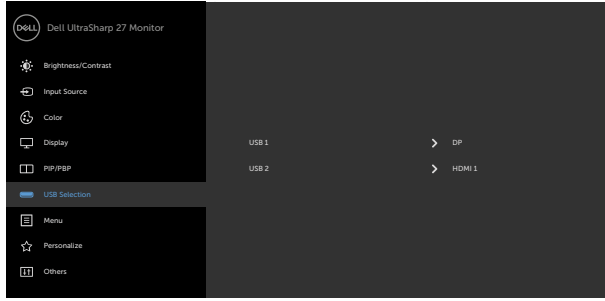 DELL Dell UltraSharp 27 Monitor
Brightness/Contrast
Input Source
Color
Display USB 1 DP
PIP/PBP USB 2 HDMI 1
USB Selection
Menu
Personalize
Others